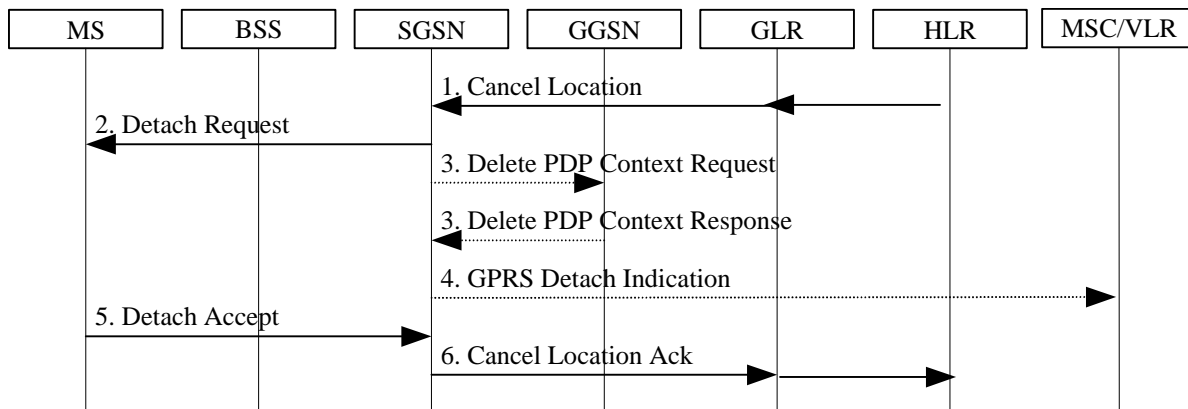 MS BSS SGSN GGSN GLR HLR MSC/VLR
1. Cancel Location
2. Detach Request
3. Delete PDP Context Request
3. Delete PDP Context Response
4. GPRS Detach Indication
5. Detach Accept
6. Cancel Location Ack